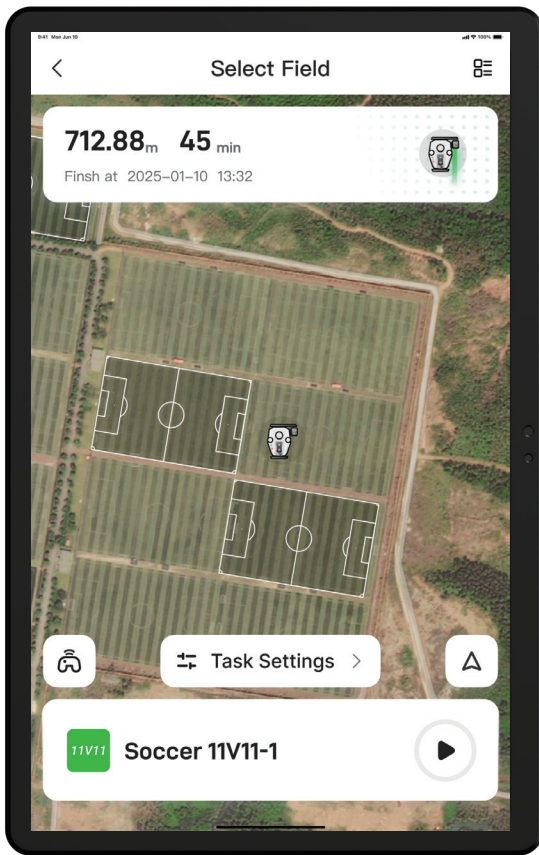 9:41 Mon Jun 10
100%
Select Field
712.88m 45 min
Finsh at 2025-01-10 13:32
Task Settings
11V11
Soccer 11V11-1